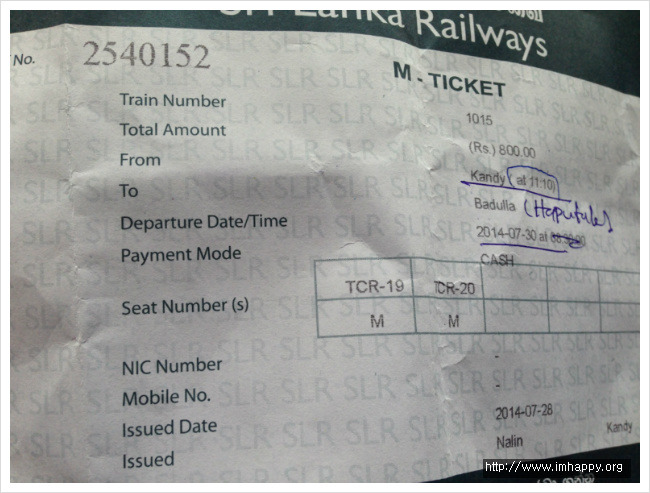 Sri Lanka Railways
No. 2540152
M - TICKET
Train Number 1015
Total Amount (Rs.) 800.00
From Kandy (at 11:10)
To Badulla (Haputale)
Departure Date/Time 2014-07-30 at
Payment Mode CASH
Seat Number (s) TCR-19 TCR-20
M M
NIC Number -
Mobile No. -
Issued Date 2014-07-28
Issued Nalin Kandy
http://www.imhappy.org